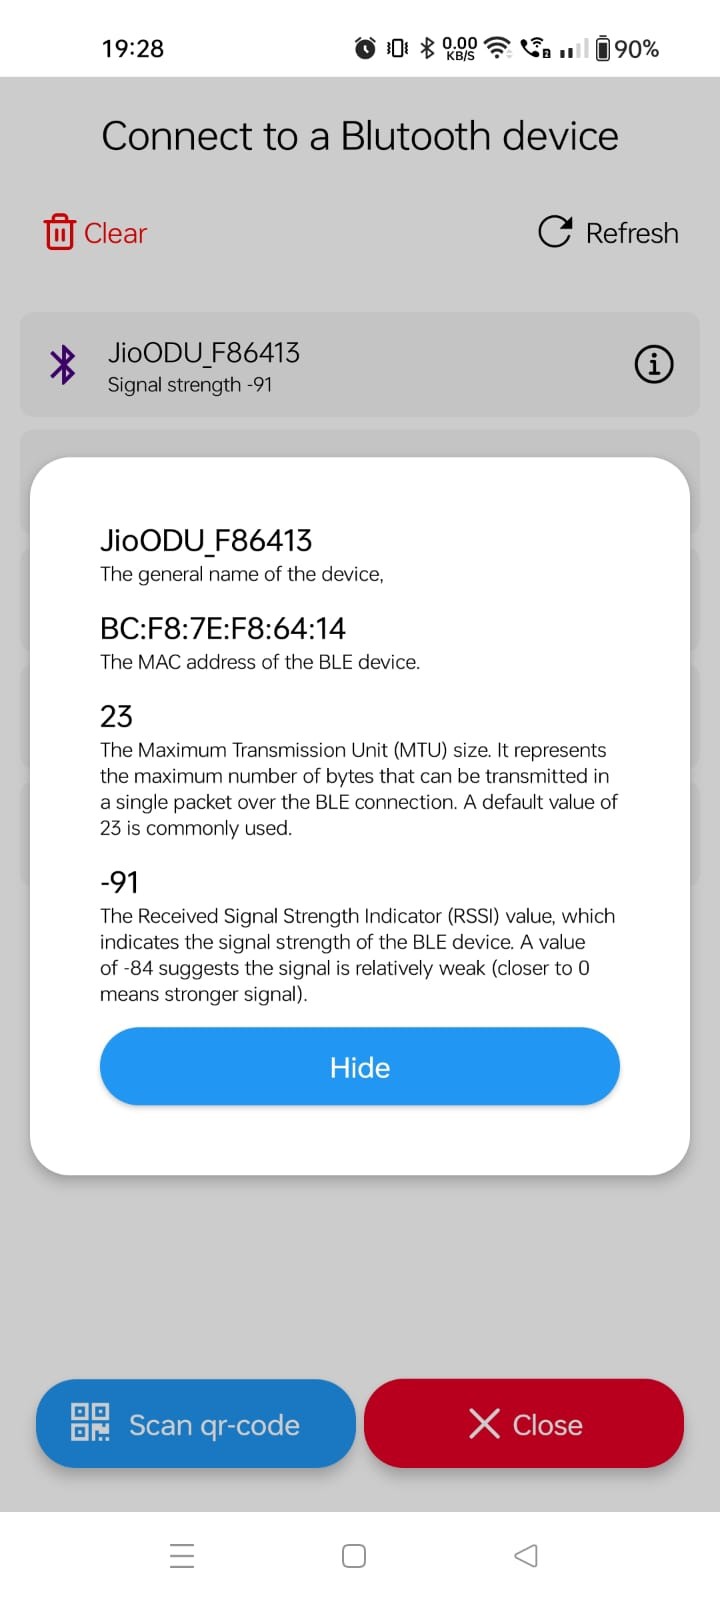 19:28
0.00
KB/S
2
90%
Connect to a Blutooth device
Clear
Refresh
JioODU_F86413
Signal strength -91
JioODU_F86413
The general name of the device,
BC:F8:7E:F8:64:14
The MAC address of the BLE device.
23
The Maximum Transmission Unit (MTU) size. It represents
the maximum number of bytes that can be transmitted in
a single packet over the BLE connection. A default value of
23 is commonly used.
-91
The Received Signal Strength Indicator (RSSI) value, which
indicates the signal strength of the BLE device. A value
of -84 suggests the signal is relatively weak (closer to 0
means stronger signal).
Hide
Scan qr-code
Close